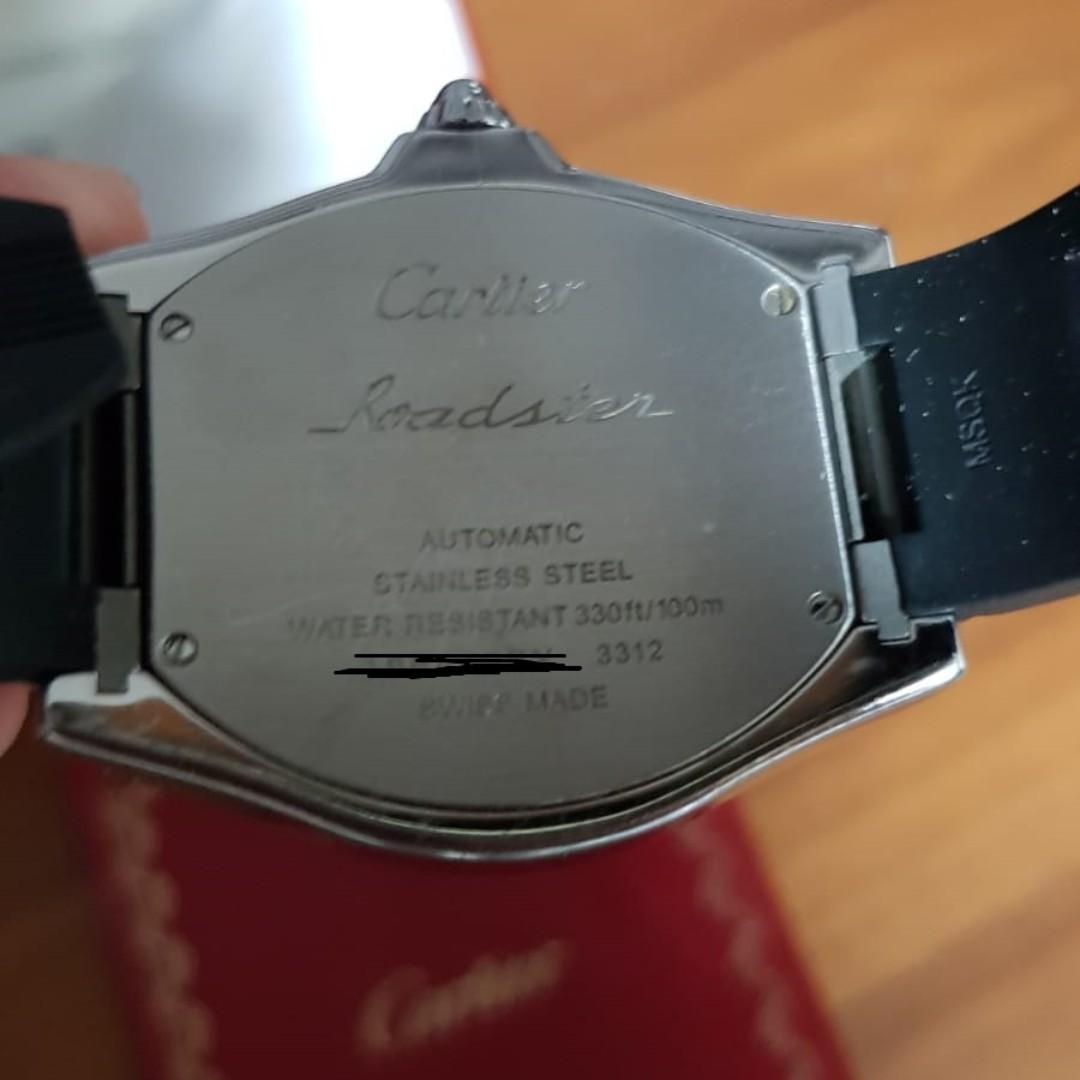 Cartier
Roadster
AUTOMATIC
STAINLESS STEEL
WATER RESISTANT 330ft/100m
3312
SWISS MADE
MSQK
Cartier